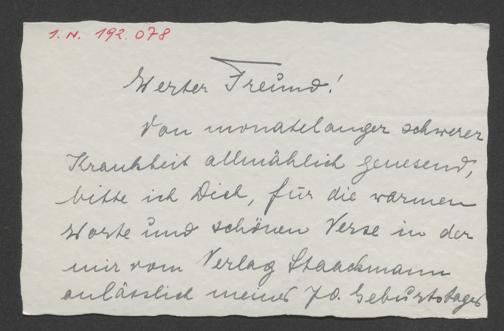 I. N. 192.078
Werter Freund!
Von monatelanger schwerer
Krankheit allmählich genesend,
bitte ich Dich, für die warmen
Worte und schönen Verse in der
mir vom Verlag Staackmann
anlässlich meines 70. Geburtstages